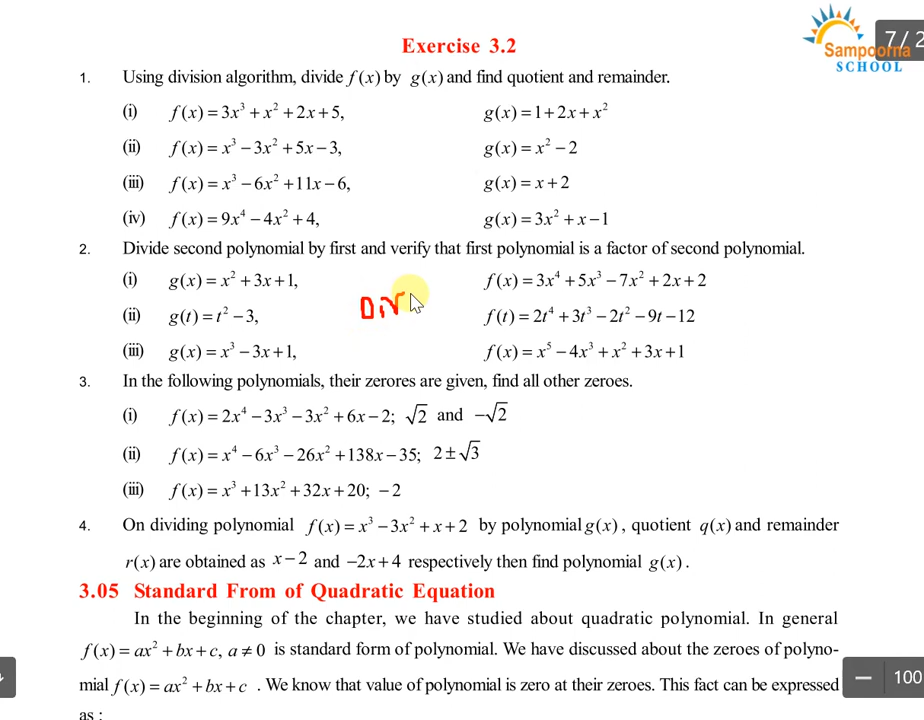 Exercise 3.2
Sampoorna
SCHOOL
7 / 2
1. Using division algorithm, divide f(x) by g(x) and find quotient and remainder.
(i) f(x) = 3x³ + x² + 2x + 5, g(x) = 1 + 2x + x²
(ii) f(x) = x³ − 3x² + 5x − 3, g(x) = x² − 2
(iii) f(x) = x³ − 6x² + 11x − 6, g(x) = x + 2
(iv) f(x) = 9x⁴ − 4x² + 4, g(x) = 3x² + x − 1
2. Divide second polynomial by first and verify that first polynomial is a factor of second polynomial.
(i) g(x) = x² + 3x + 1, f(x) = 3x⁴ + 5x³ − 7x² + 2x + 2
DIV
(ii) g(t) = t² − 3, f(t) = 2t⁴ + 3t³ − 2t² − 9t − 12
(iii) g(x) = x³ − 3x + 1, f(x) = x⁵ − 4x³ + x² + 3x + 1
3. In the following polynomials, their zerores are given, find all other zeroes.
(i) f(x) = 2x⁴ − 3x³ − 3x² + 6x − 2; √2 and −√2
(ii) f(x) = x⁴ − 6x³ − 26x² + 138x − 35; 2 ± √3
(iii) f(x) = x³ + 13x² + 32x + 20; −2
4. On dividing polynomial f(x) = x³ − 3x² + x + 2 by polynomial g(x), quotient q(x) and remainder
r(x) are obtained as x − 2 and −2x + 4 respectively then find polynomial g(x).
3.05 Standard From of Quadratic Equation
In the beginning of the chapter, we have studied about quadratic polynomial. In general
f(x) = ax² + bx + c, a ≠ 0 is standard form of polynomial. We have discussed about the zeroes of polyno-
mial f(x) = ax² + bx + c . We know that value of polynomial is zero at their zeroes. This fact can be expressed
as :
100